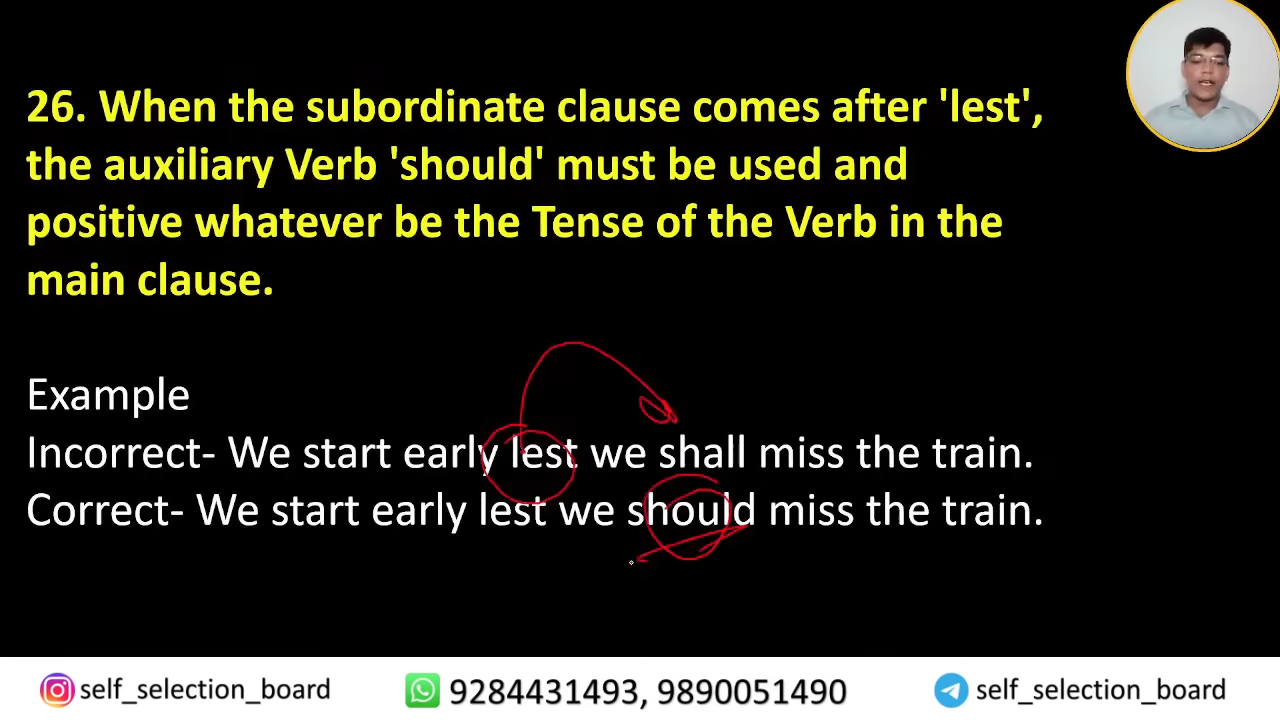 26. When the subordinate clause comes after 'lest',
the auxiliary Verb 'should' must be used and
positive whatever be the Tense of the Verb in the
main clause.
Example
Incorrect- We start early lest we shall miss the train.
Correct- We start early lest we should miss the train.
self_selection_board 9284431493, 9890051490 self_selection_board